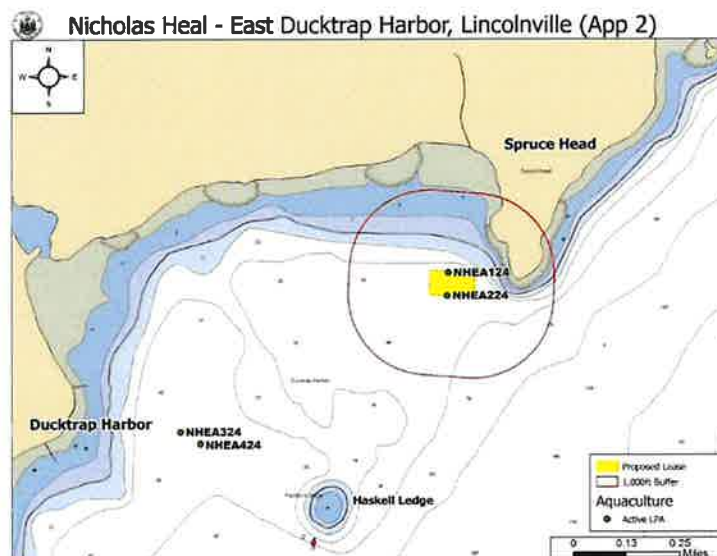 Nicholas Heal - East Ducktrap Harbor, Lincolnville (App 2)
N
W E
S
Spruce Head
NHEA124
NHEA224
Ducktrap Harbor
NHEA324
NHEA424
Haskell Ledge
Proposed Lease
1,000ft Buffer
Aquaculture
Active LPA
0 0.13 0.25
Miles